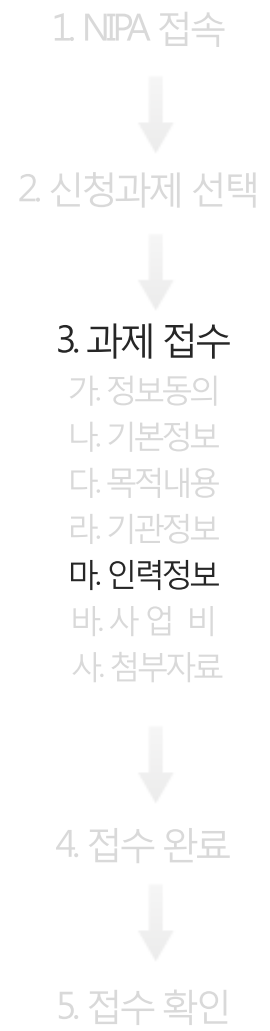 1. NIPA 접속
2. 신청과제 선택
3. 과제 접수
가. 정보동의
나. 기본정보
다. 목적내용
라. 기관정보
마. 인력정보
바. 사 업 비
사. 첨부자료
4. 접수 완료
5. 접수 확인